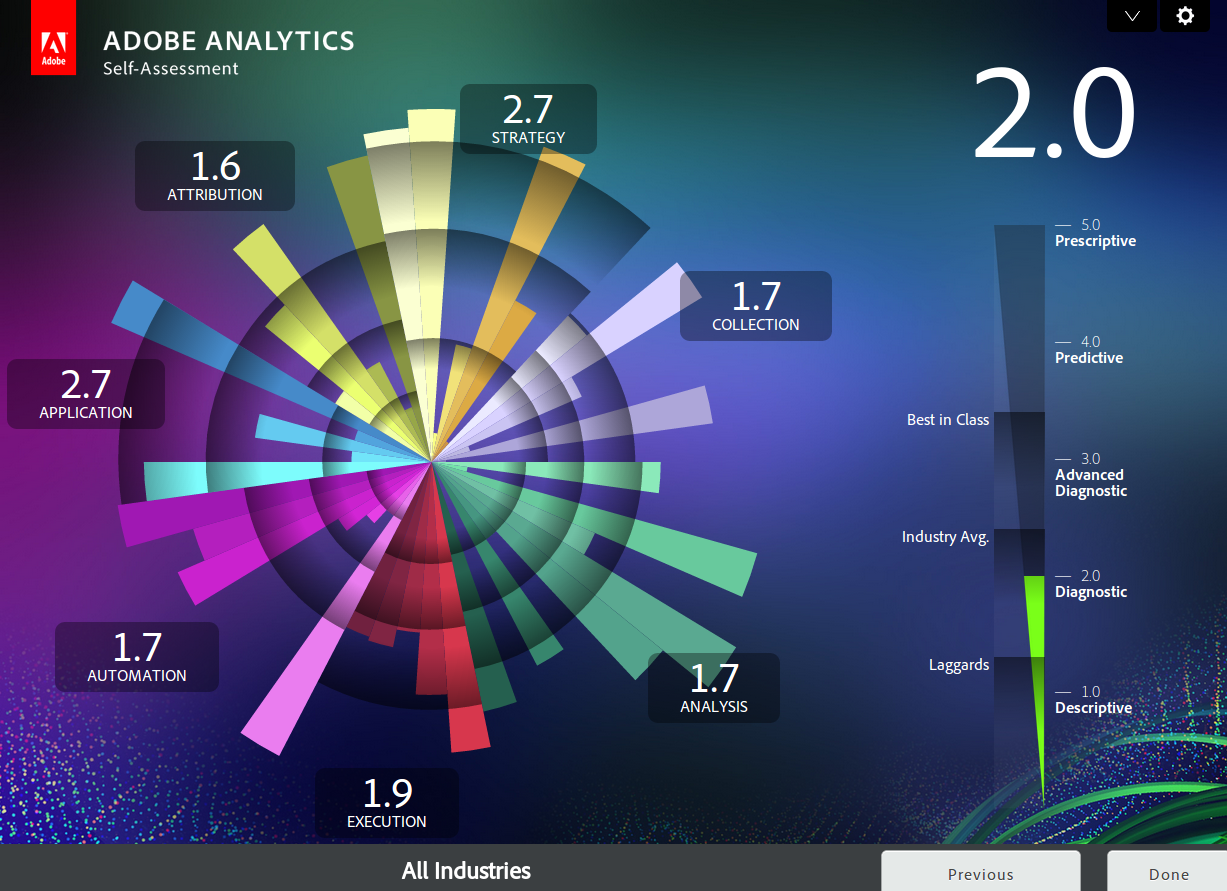 Adobe
ADOBE ANALYTICS
Self-Assessment
2.0
2.7
STRATEGY
1.6
ATTRIBUTION
1.7
COLLECTION
2.7
APPLICATION
1.7
AUTOMATION
1.7
ANALYSIS
1.9
EXECUTION
5.0
Prescriptive
4.0
Predictive
Best in Class
3.0
Advanced
Diagnostic
Industry Avg.
2.0
Diagnostic
Laggards
1.0
Descriptive
All Industries
Previous
Done